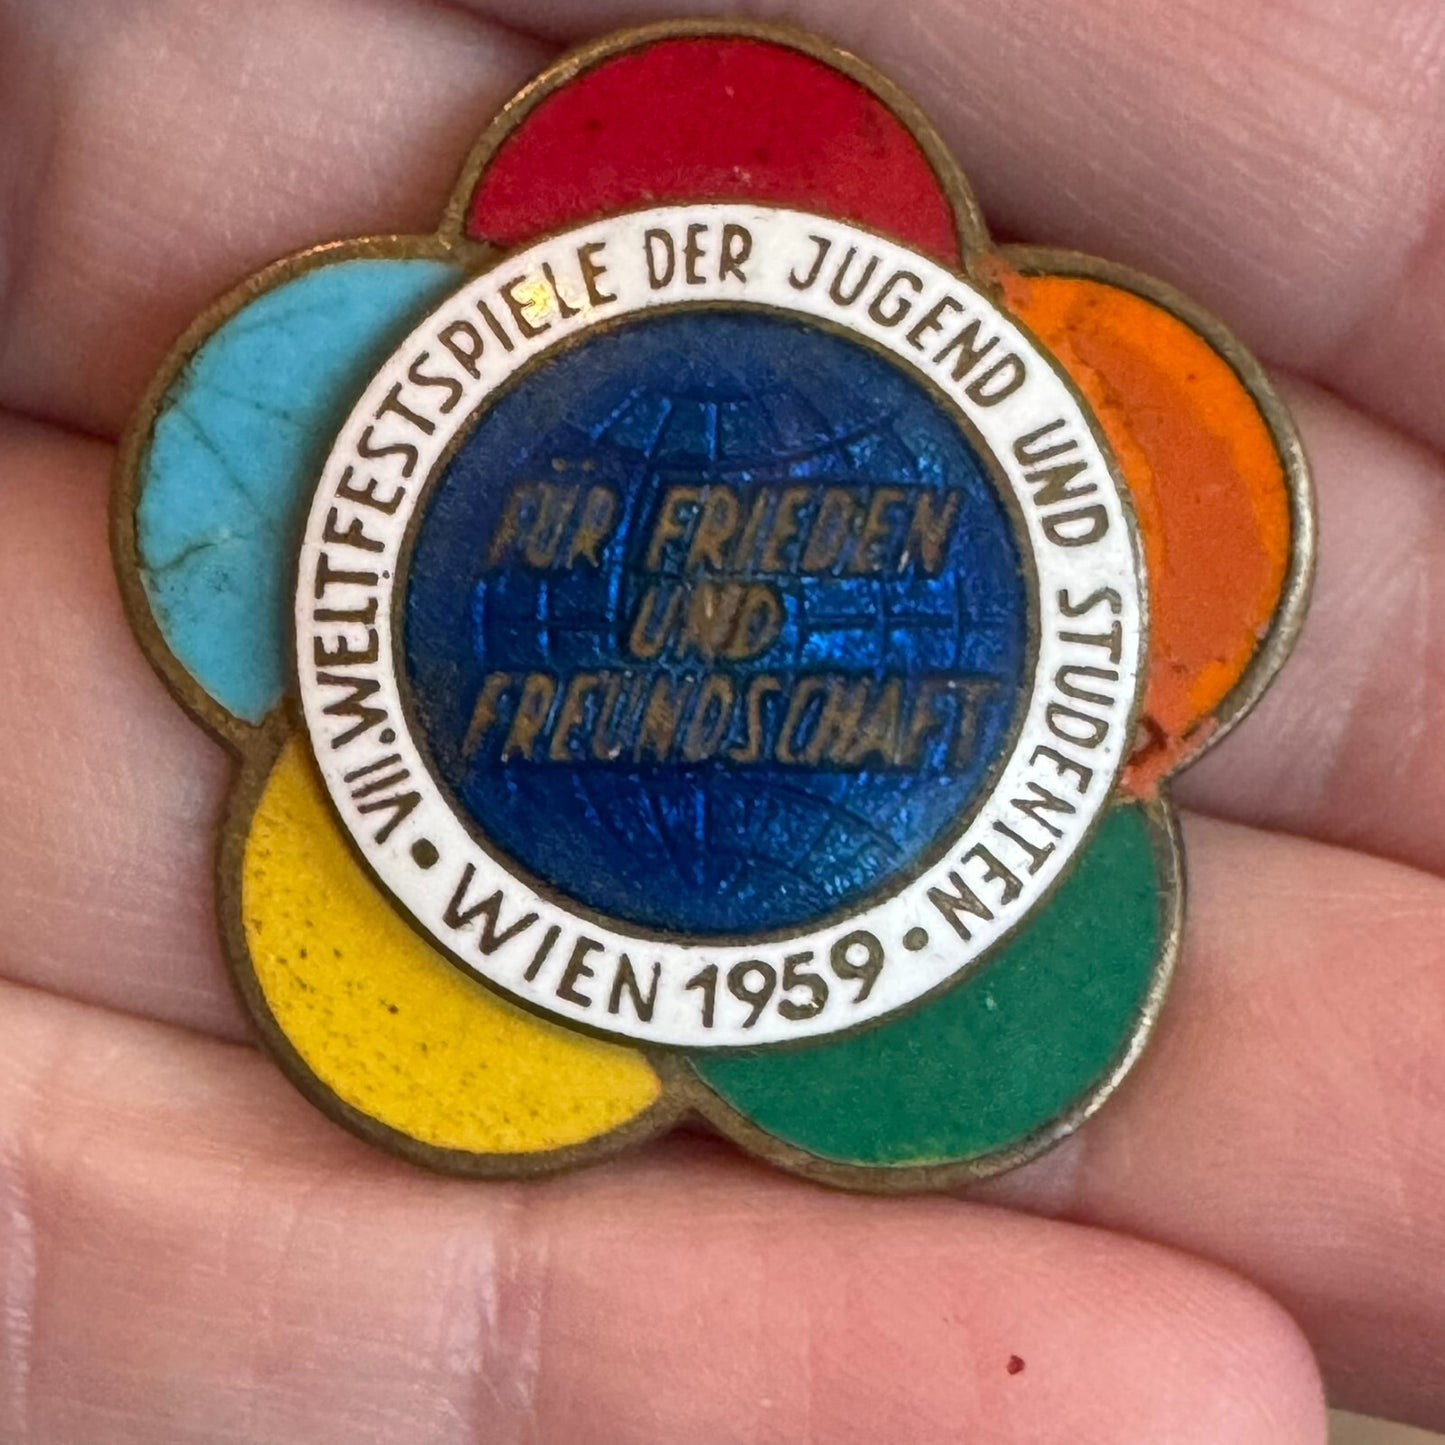 VII. WELTFESTSPIELE DER JUGEND UND STUDENTEN
• WIEN 1959 •
FÜR FRIEDEN
UND
FREUNDSCHAFT